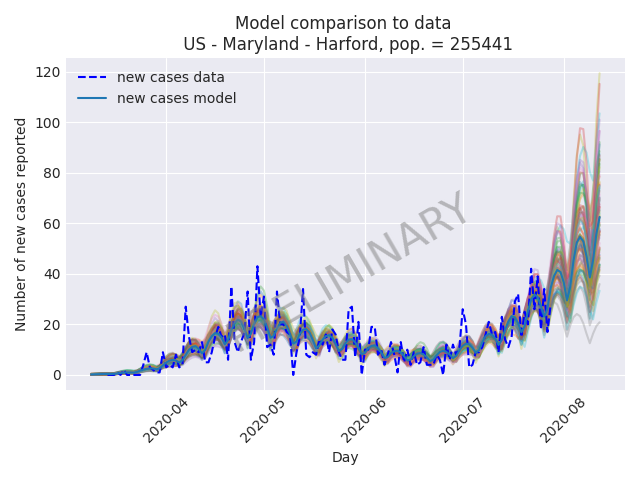 Model comparison to data
US - Maryland - Harford, pop. = 255441
new cases data
new cases model
PRELIMINARY
Number of new cases reported
120
100
80
60
40
20
0
2020-04
2020-05
2020-06
2020-07
2020-08
Day